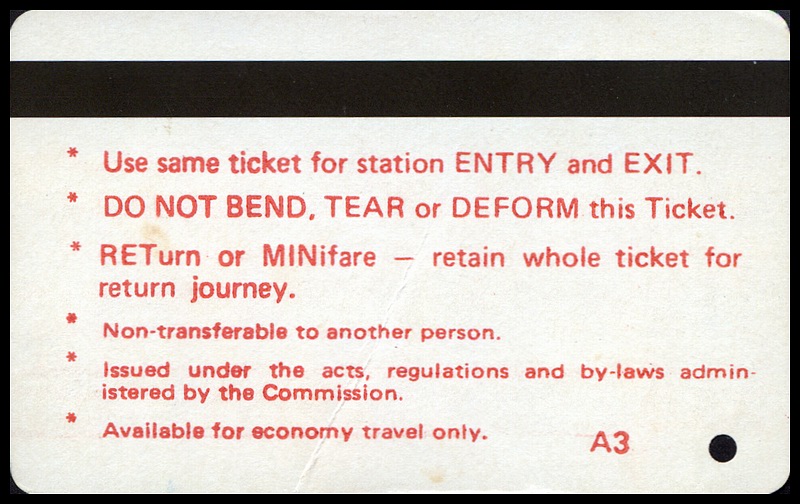 * Use same ticket for station ENTRY and EXIT.
* DO NOT BEND, TEAR or DEFORM this Ticket.
* RETurn or MINifare – retain whole ticket for
return journey.
* Non-transferable to another person.
* Issued under the acts, regulations and by-laws admin-
istered by the Commission.
* Available for economy travel only.
A3